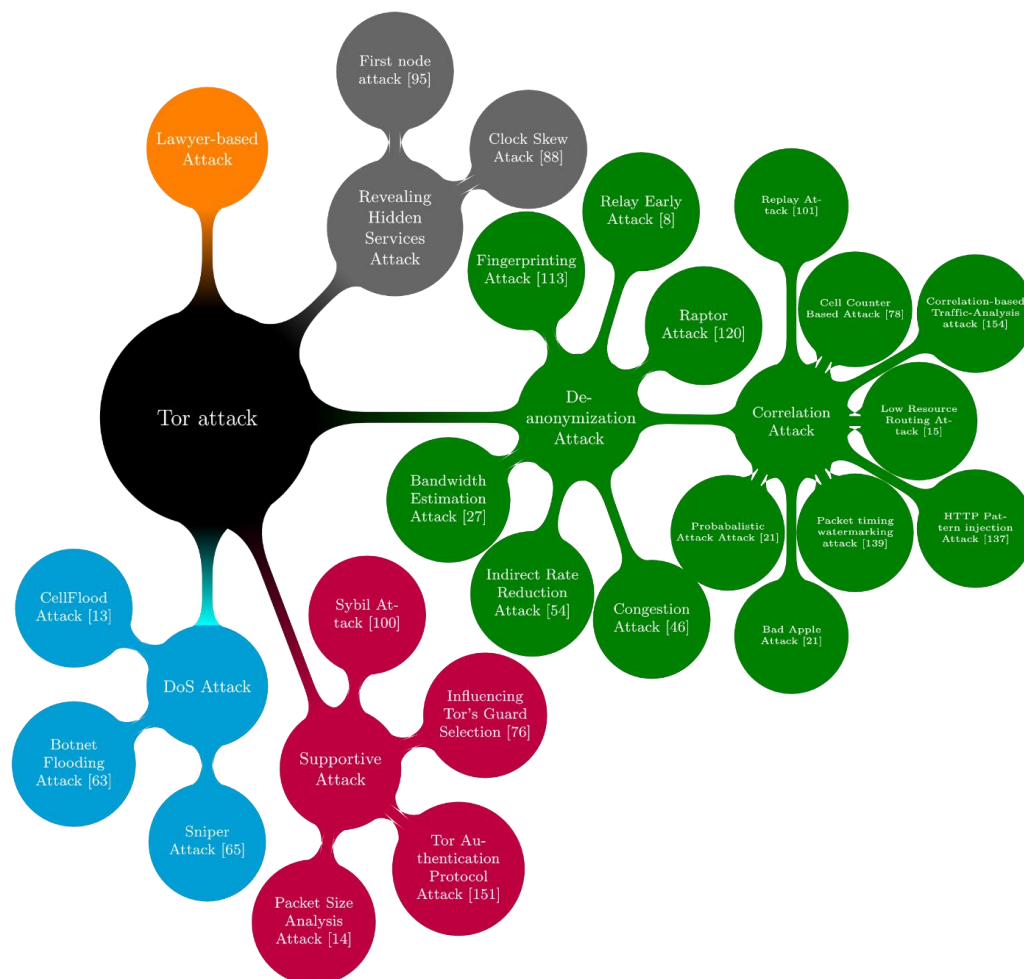 First node
attack [95]
Lawyer-based
Attack
Clock Skew
Atack [88]
Revealing
Hidden
Services
Attack
Relay Early
Attack [8]
Replay At-
tack [101]
Fingerprinting
Attack [113]
Cell Counter
Based Attack [78]
Correlation-based
Traffic-Analysis
attack [154]
Raptor
Attack [120]
Tor attack
De-
anonymization
Attack
Correlation
Attack
Low Resource
Routing At-
tack [15]
Bandwidth
Estimation
Attack [27]
Probabalistic
Attack Attack [21]
Packet timing
watermarking
attack [139]
HTTP Pat-
tern injection
Attack [137]
Indirect Rate
Reduction
Attack [54]
Congestion
Attack [46]
Bad Apple
Attack [21]
CellFlood
Attack [13]
Sybil At-
tack [100]
DoS Attack
Influencing
Tor's Guard
Selection [76]
Botnet
Flooding
Attack [63]
Supportive
Attack
Sniper
Attack [65]
Tor Au-
thentication
Protocol
Attack [151]
Packet Size
Analysis
Attack [14]